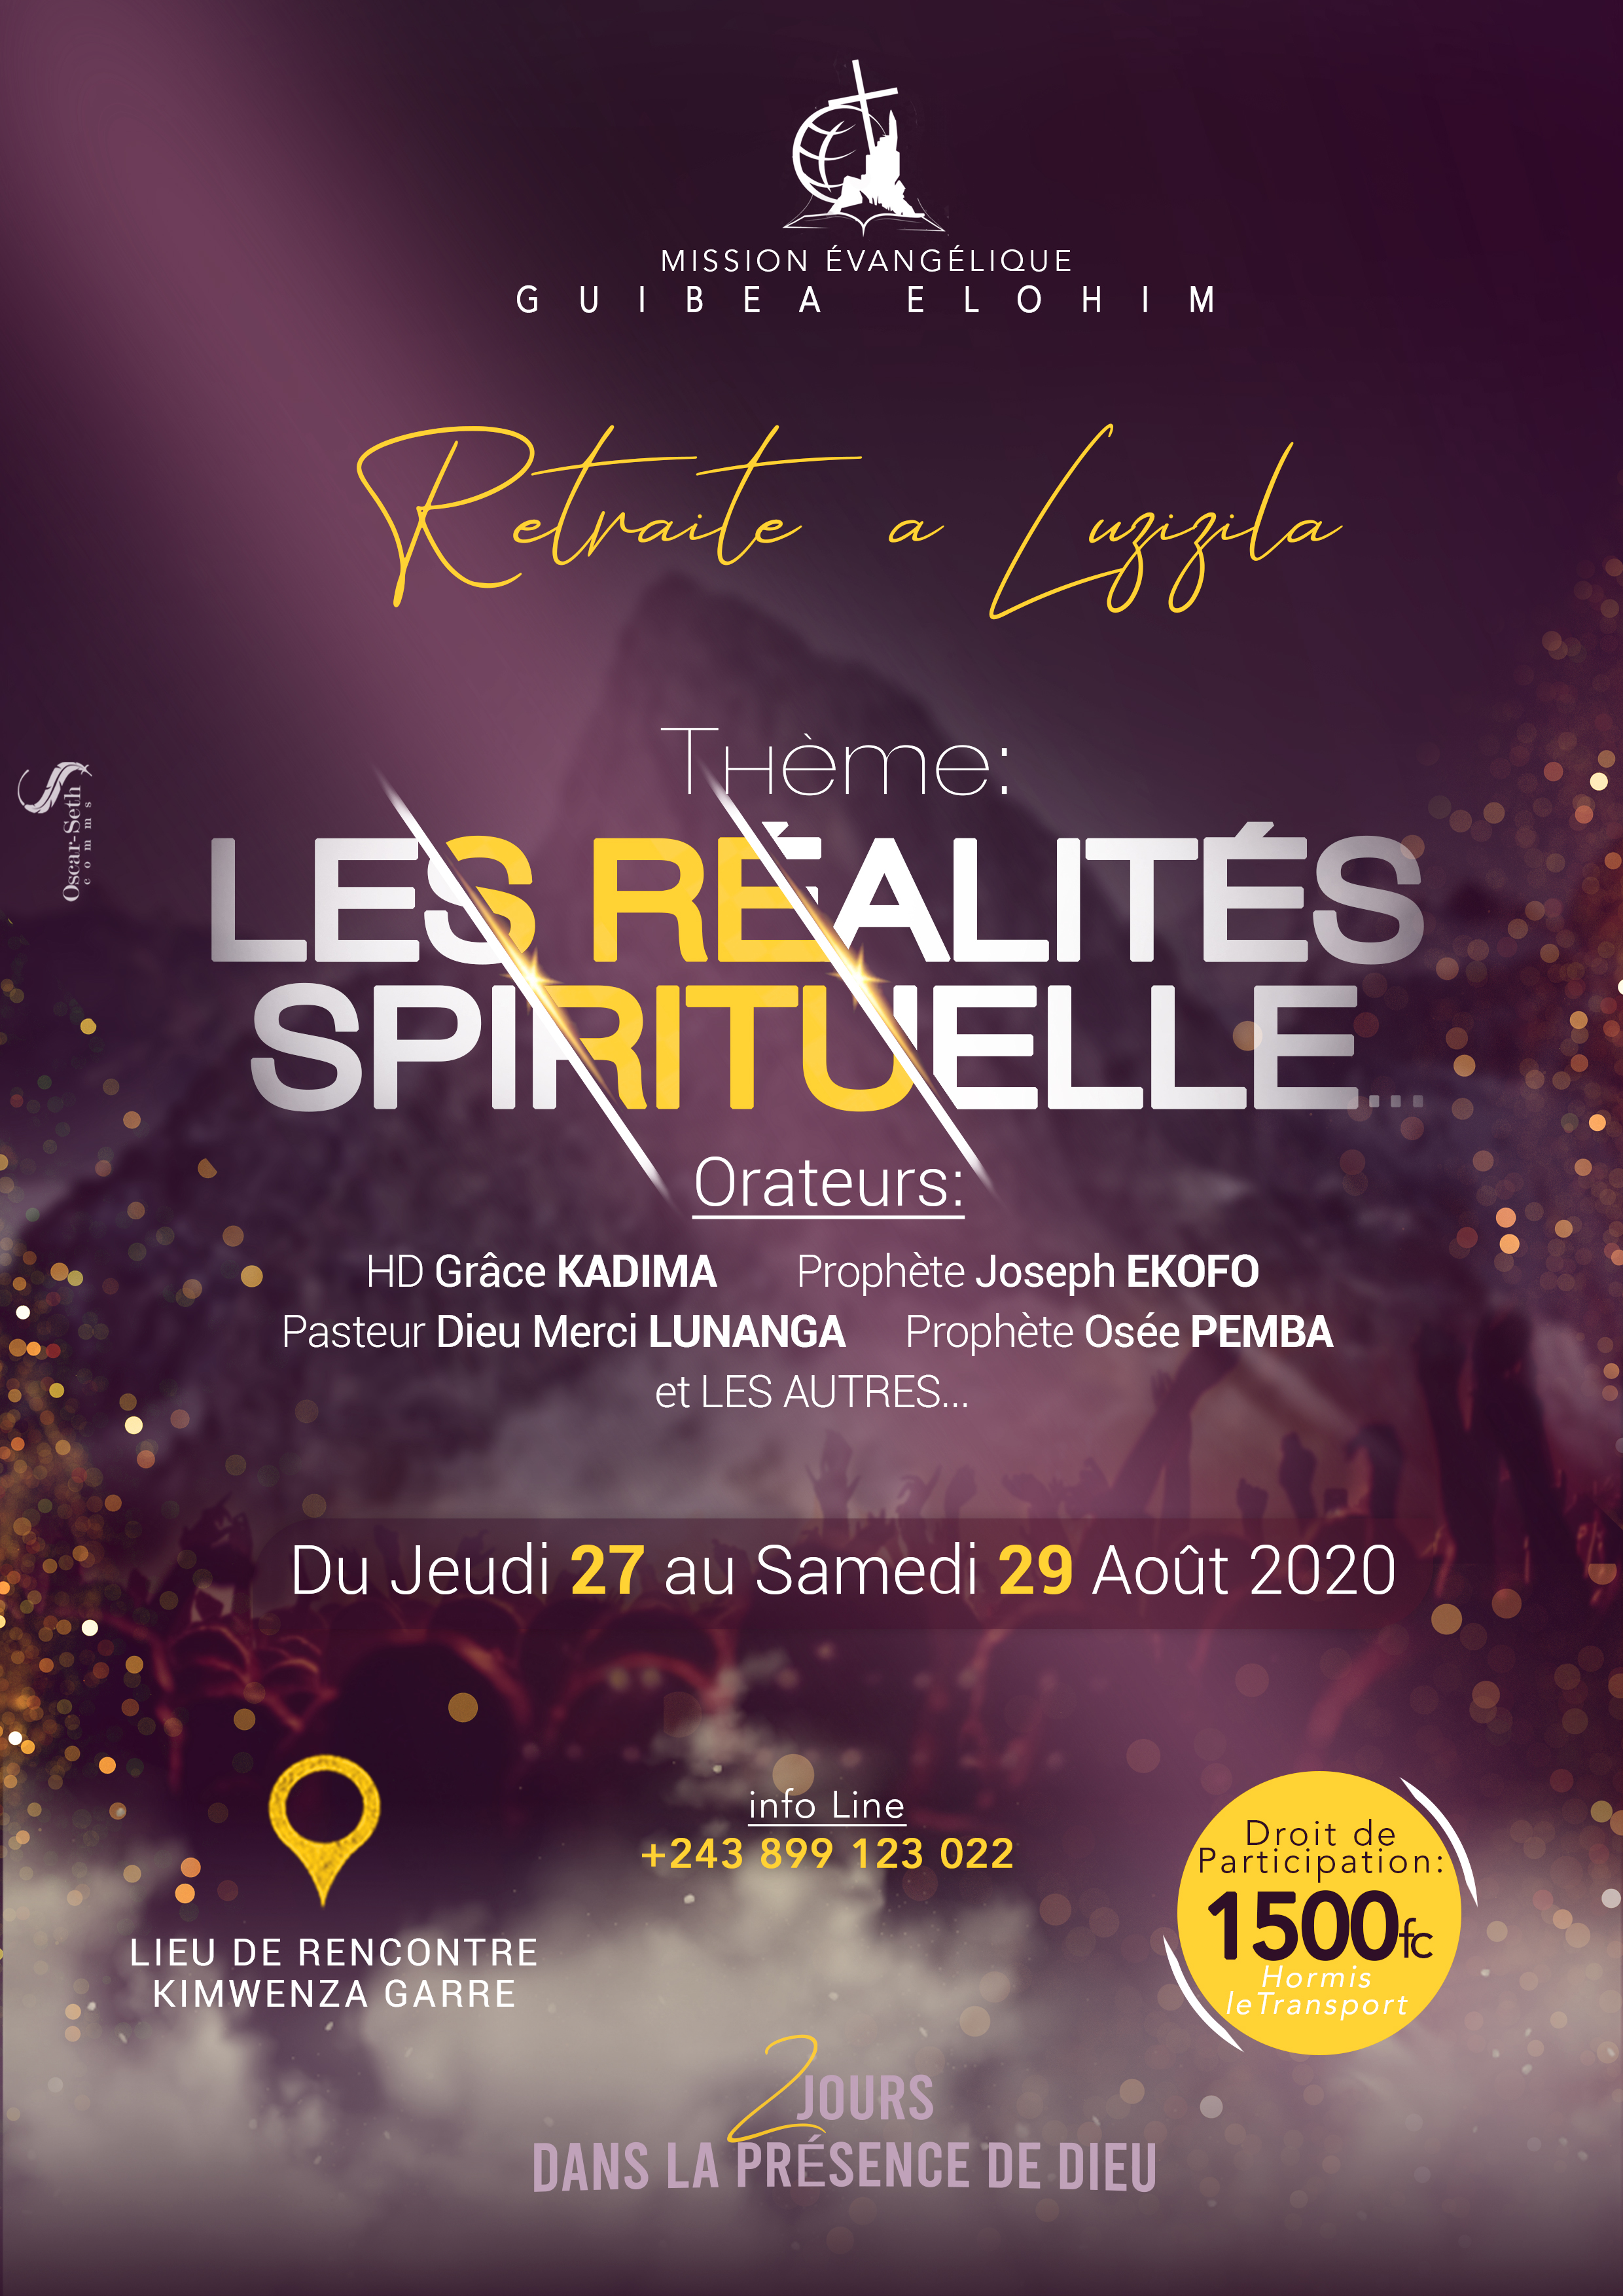 MISSION ÉVANGÉLIQUE
GUIBEA ELOHIM
Retraite a Luzizila
Thème:
LES RÉALITÉS
SPIRITUELLE...
Orateurs:
HD Grâce KADIMA Prophète Joseph EKOFO
Pasteur Dieu Merci LUNANGA Prophète Osée PEMBA
et LES AUTRES...
Du Jeudi 27 au Samedi 29 Août 2020
LIEU DE RENCONTRE
KIMWENZA GARRE
info Line
+243 899 123 022
Droit de
Participation:
1500fc
Hormis
leTransport
2 JOURS
DANS LA PRÉSENCE DE DIEU
Oscar-Seth
comms